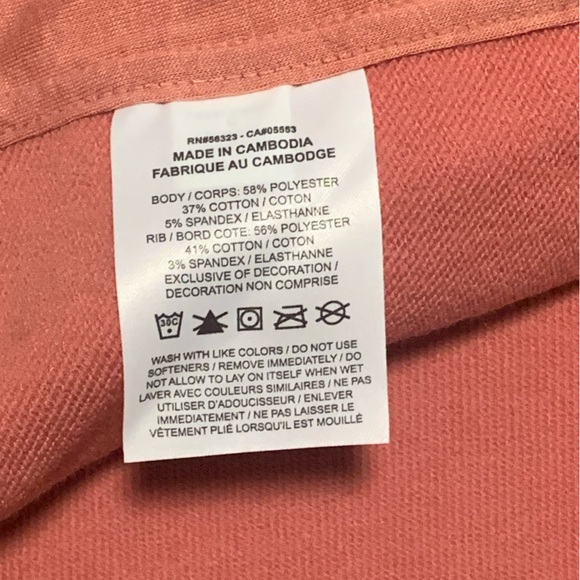 RN#56323 - CA#05553
MADE IN CAMBODIA
FABRIQUE AU CAMBODGE
BODY / CORPS: 58% POLYESTER
37% COTTON / COTON
5% SPANDEX / ELASTHANNE
RIB / BORD COTE: 56% POLYESTER
41% COTTON / COTON
3% SPANDEX / ELASTHANNE
EXCLUSIVE OF DECORATION /
DECORATION NON COMPRISE
30C
WASH WITH LIKE COLORS / DO NOT USE
SOFTENERS / REMOVE IMMEDIATELY / DO
NOT ALLOW TO LAY ON ITSELF WHEN WET
LAVER AVEC COULEURS SIMILAIRES / NE PAS
UTILISER D'ADOUCISSEUR / ENLEVER
IMMEDIATEMENT / NE PAS LAISSER LE
VÊTEMENT PLIÉ LORSQU'IL EST MOUILLÉ